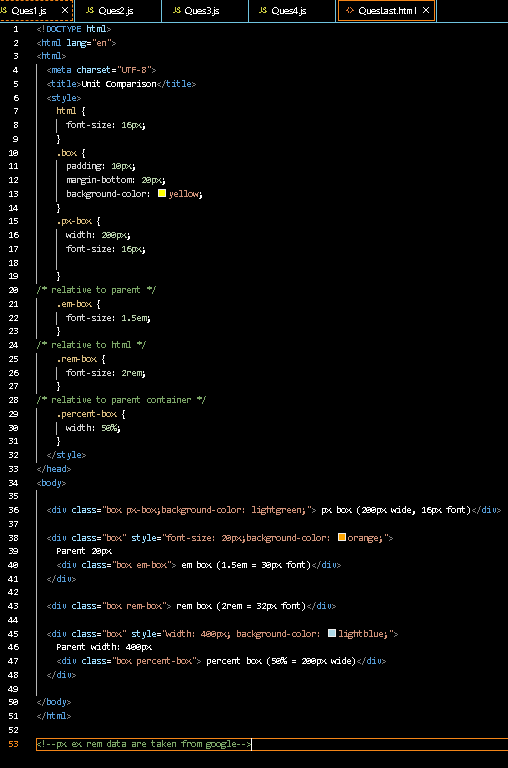 JS Ques1.js × JS Ques2.js JS Ques3.js JS Ques4.js <> QuesLast.html ×
1 <!DOCTYPE html>
2 <html lang="en">
3 <html>
4 <meta charset="UTF-8">
5 <title>Unit Comparison</title>
6 <style>
7 html {
8 font-size: 16px;
9 }
10 .box {
11 padding: 10px;
12 margin-bottom: 20px;
13 background-color: yellow;
14 }
15 .px-box {
16 width: 200px;
17 font-size: 16px;
18
19 }
20 /* relative to parent */
21 .em-box {
22 font-size: 1.5em;
23 }
24 /* relative to html */
25 .rem-box {
26 font-size: 2rem;
27 }
28 /* relative to parent container */
29 .percent-box {
30 width: 50%;
31 }
32 </style>
33 </head>
34 <body>
35
36 <div class="box px-box;background-color: lightgreen;"> px box (200px wide, 16px font)</div>
37
38 <div class="box" style="font-size: 20px;background-color: orange;">
39 Parent 20px
40 <div class="box em-box"> em box (1.5em = 30px font)</div>
41 </div>
42
43 <div class="box rem-box"> rem box (2rem = 32px font)</div>
44
45 <div class="box" style="width: 400px; background-color: lightblue;">
46 Parent width: 400px
47 <div class="box percent-box"> percent box (50% = 200px wide)</div>
48 </div>
49
50 </body>
51 </html>
52
53 <!--px ex rem data are taken from google-->